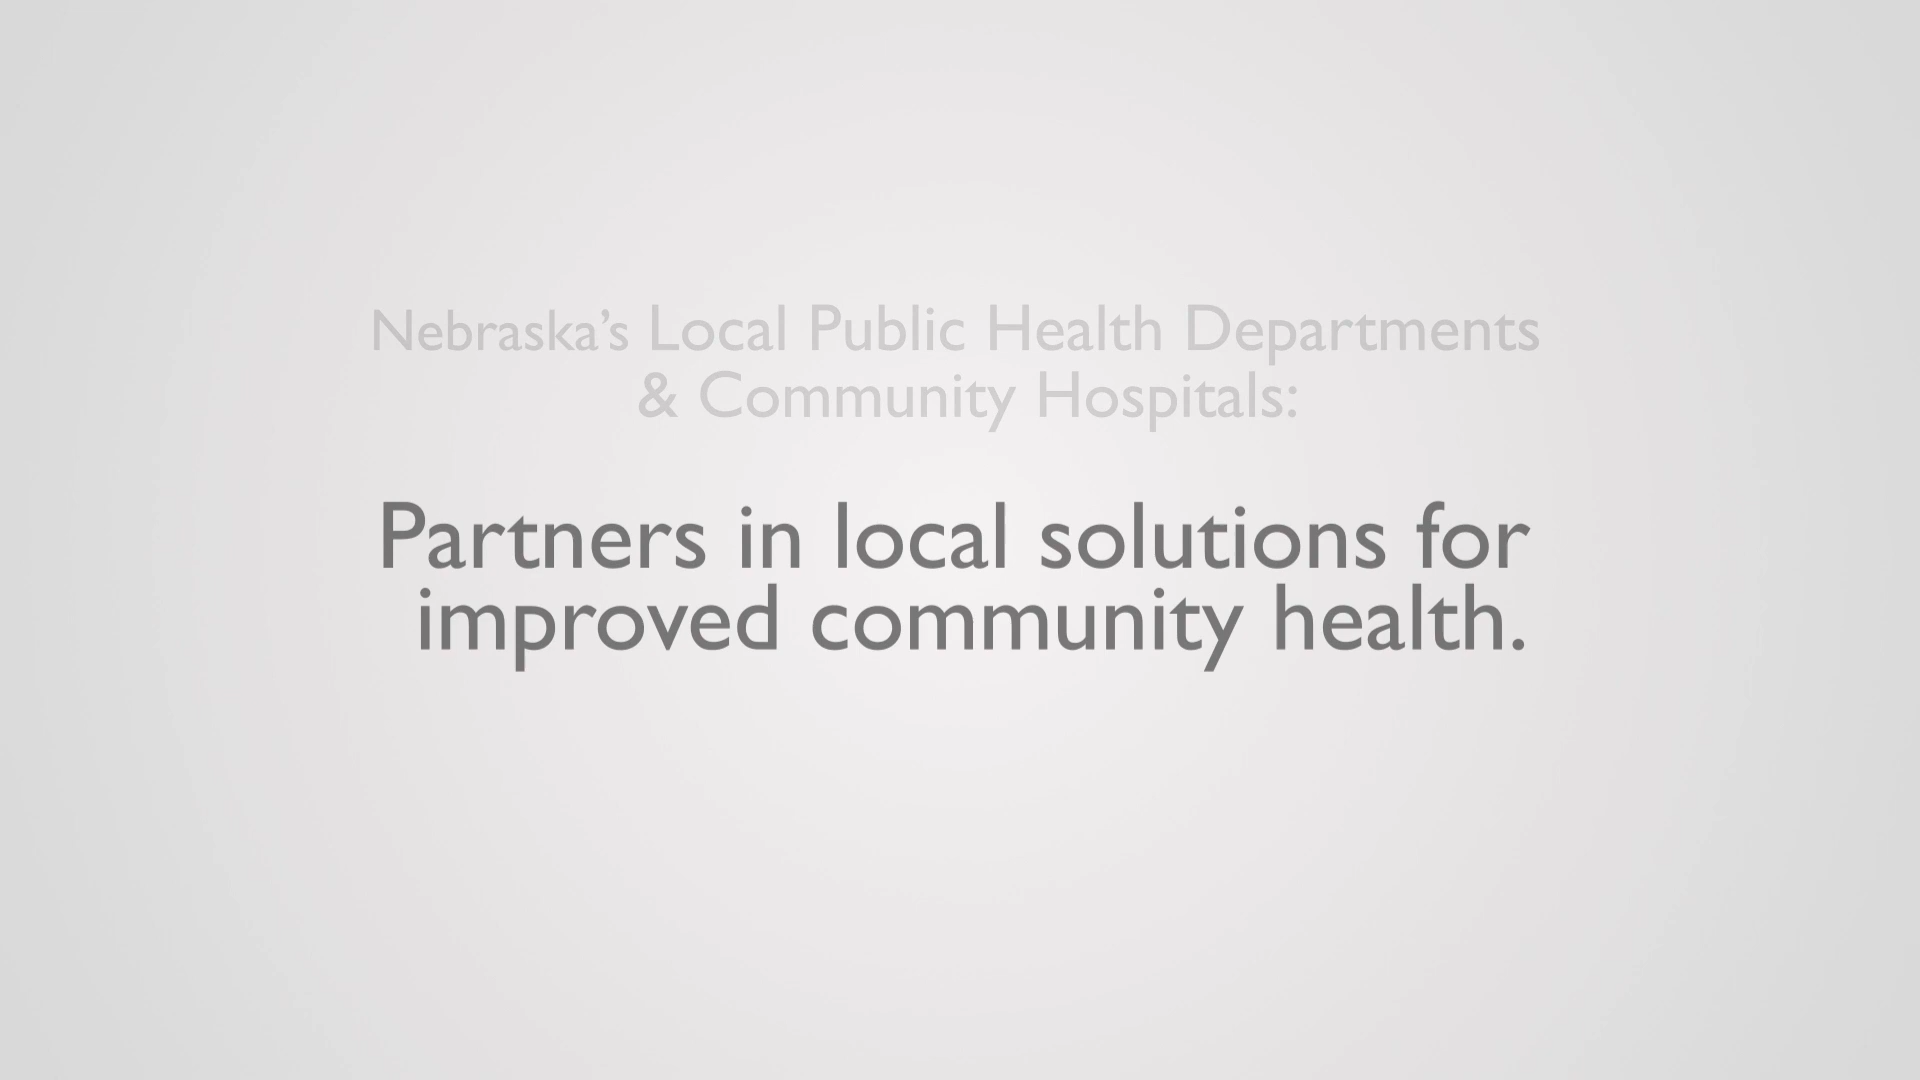 Nebraska’s Local Public Health Departments
& Community Hospitals:
Partners in local solutions for
improved community health.